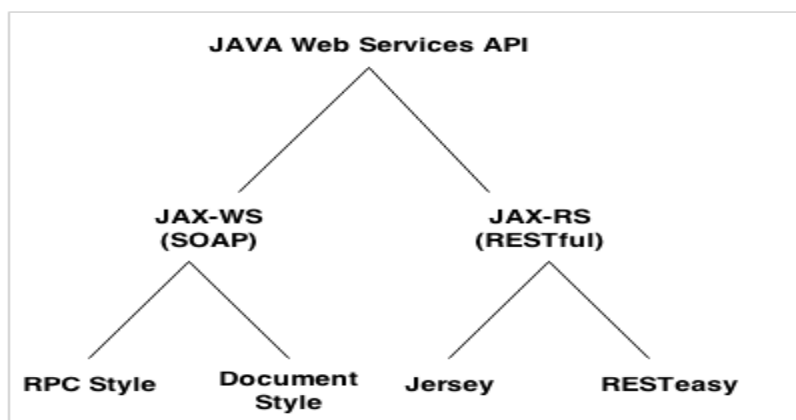 JAVA Web Services API
JAX-WS
(SOAP)
JAX-RS
(RESTful)
RPC Style
Document
Style
Jersey
RESTeasy